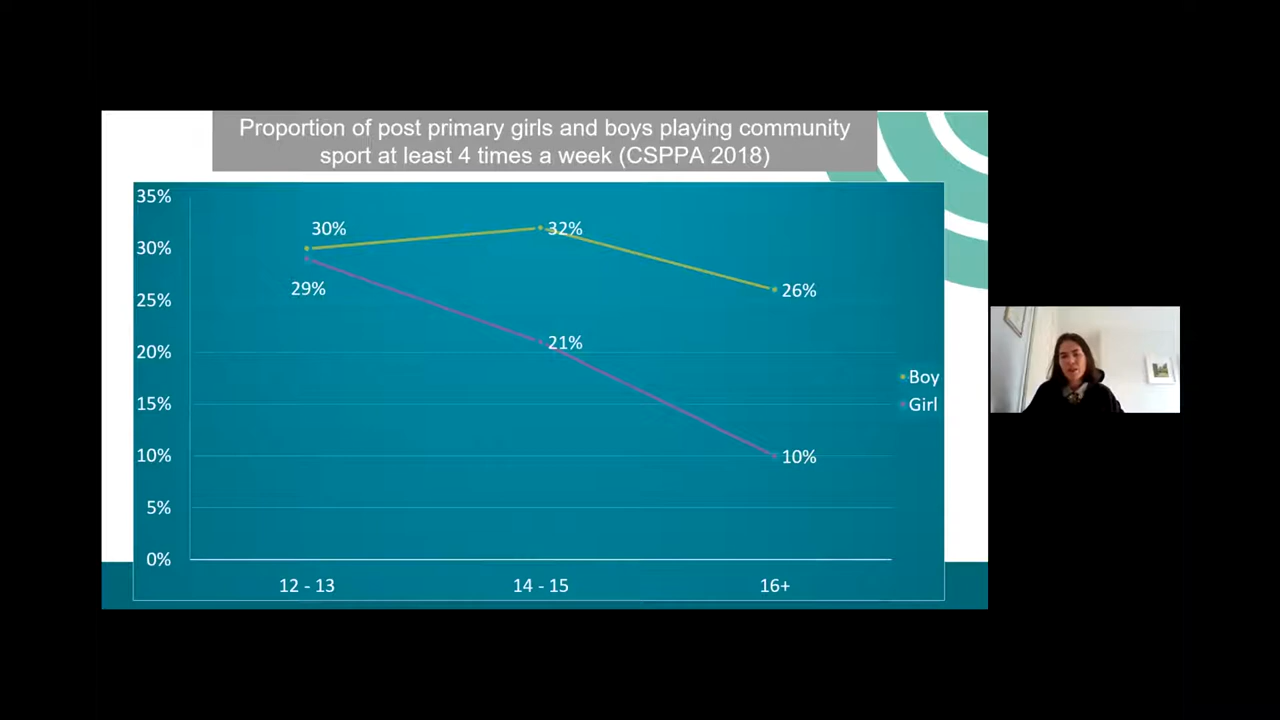 Proportion of post primary girls and boys playing community
sport at least 4 times a week (CSPPA 2018)
35%
30%
25%
20%
15%
10%
5%
0%
30%
32%
26%
29%
21%
10%
Boy
Girl
12 - 13
14 - 15
16+